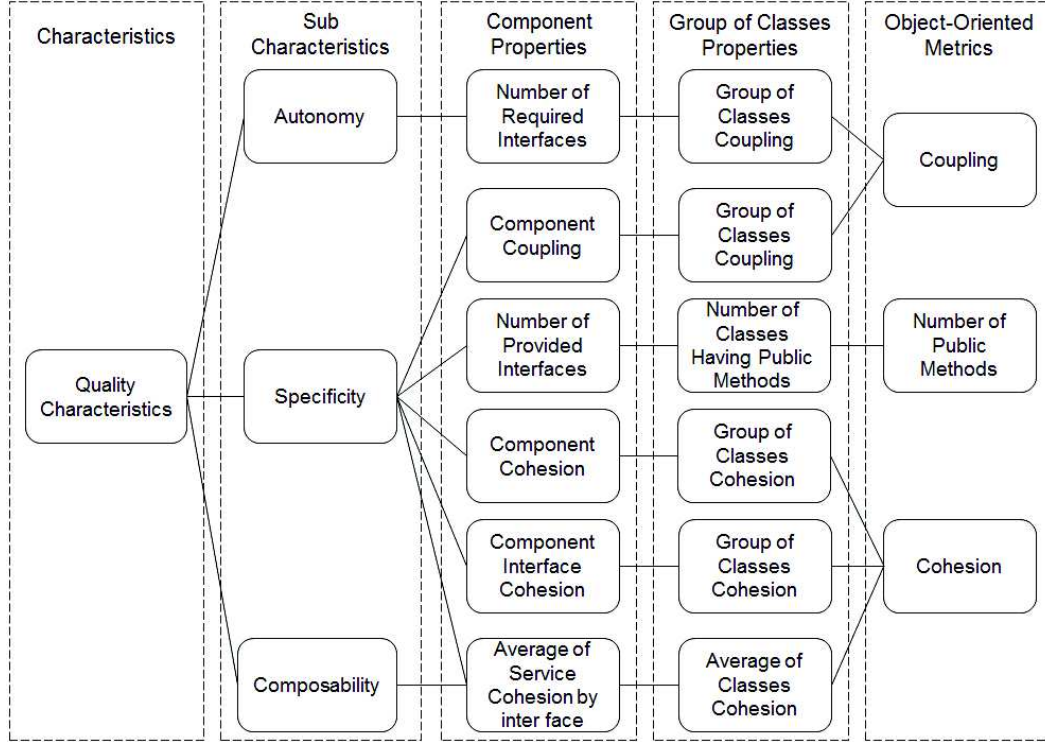 Characteristics
Sub
Characteristics
Component
Properties
Group of Classes
Properties
Object-Oriented
Metrics
Autonomy
Number of
Required
Interfaces
Group of
Classes
Coupling
Coupling
Component
Coupling
Group of
Classes
Coupling
Quality
Characteristics
Specificity
Number of
Provided
Interfaces
Number of
Classes
Having Public
Methods
Number of
Public
Methods
Component
Cohesion
Group of
Classes
Cohesion
Component
Interface
Cohesion
Group of
Classes
Cohesion
Cohesion
Composability
Average of
Service
Cohesion by
inter face
Average of
Classes
Cohesion